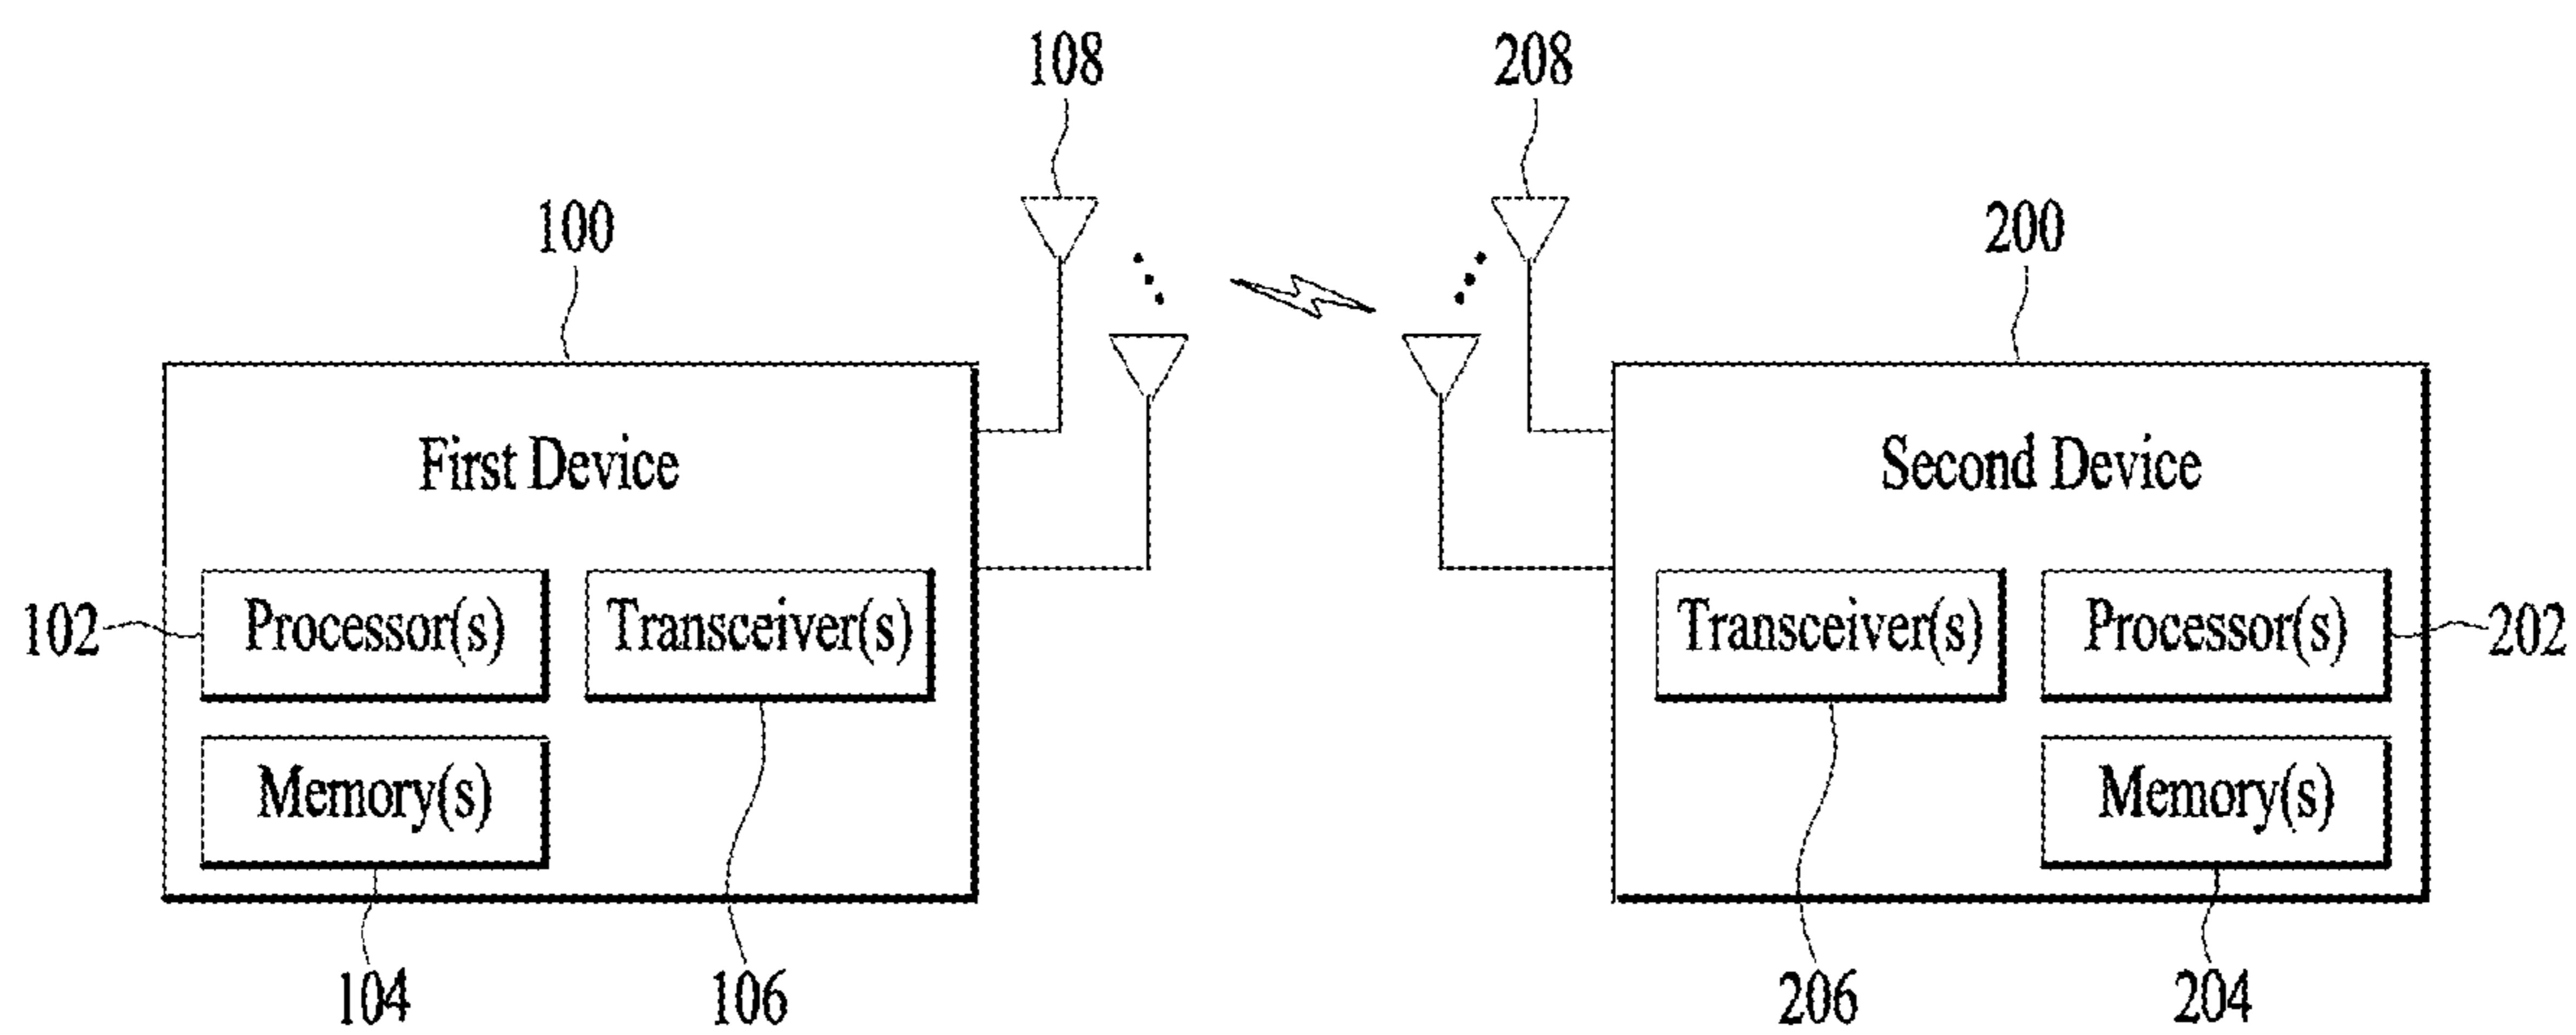 108 208
100 200
First Device Second Device
102 Processor(s) Transceiver(s) Transceiver(s) Processor(s) 202
Memory(s) Memory(s)
104 106 206 204